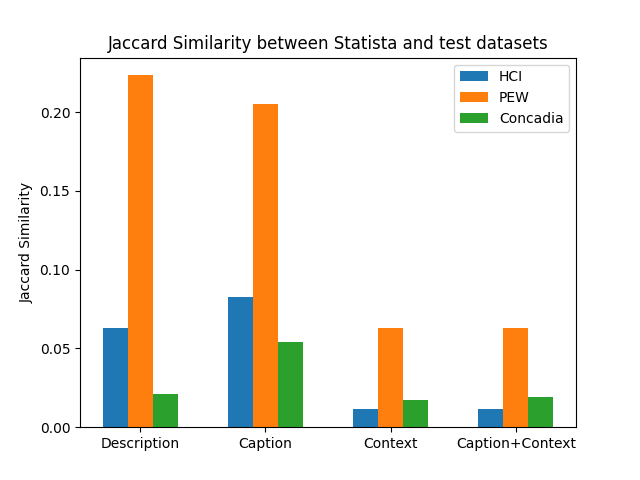 Jaccard Similarity between Statista and test datasets
HCI
PEW
Concadia
Jaccard Similarity
0.20
0.15
0.10
0.05
0.00
Description
Caption
Context
Caption+Context